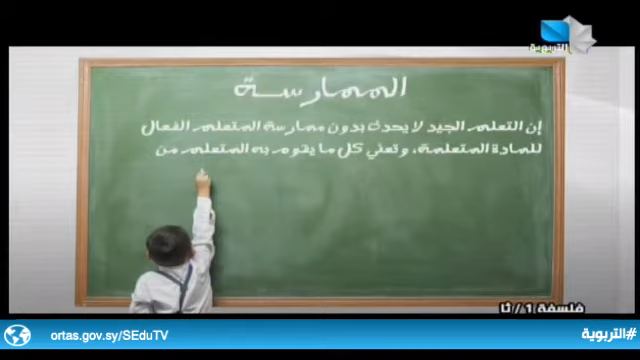 التربوية
الممارسة
إن التعلم الجيد لا يحدث بدون ممارسة المتعلم الفعال
للمادة المتعلمة، وتعني كل ما يقوم به المتعلم من
فلسفة 1 / ثا
ortas.gov.sy/SEduTV
#التربوية